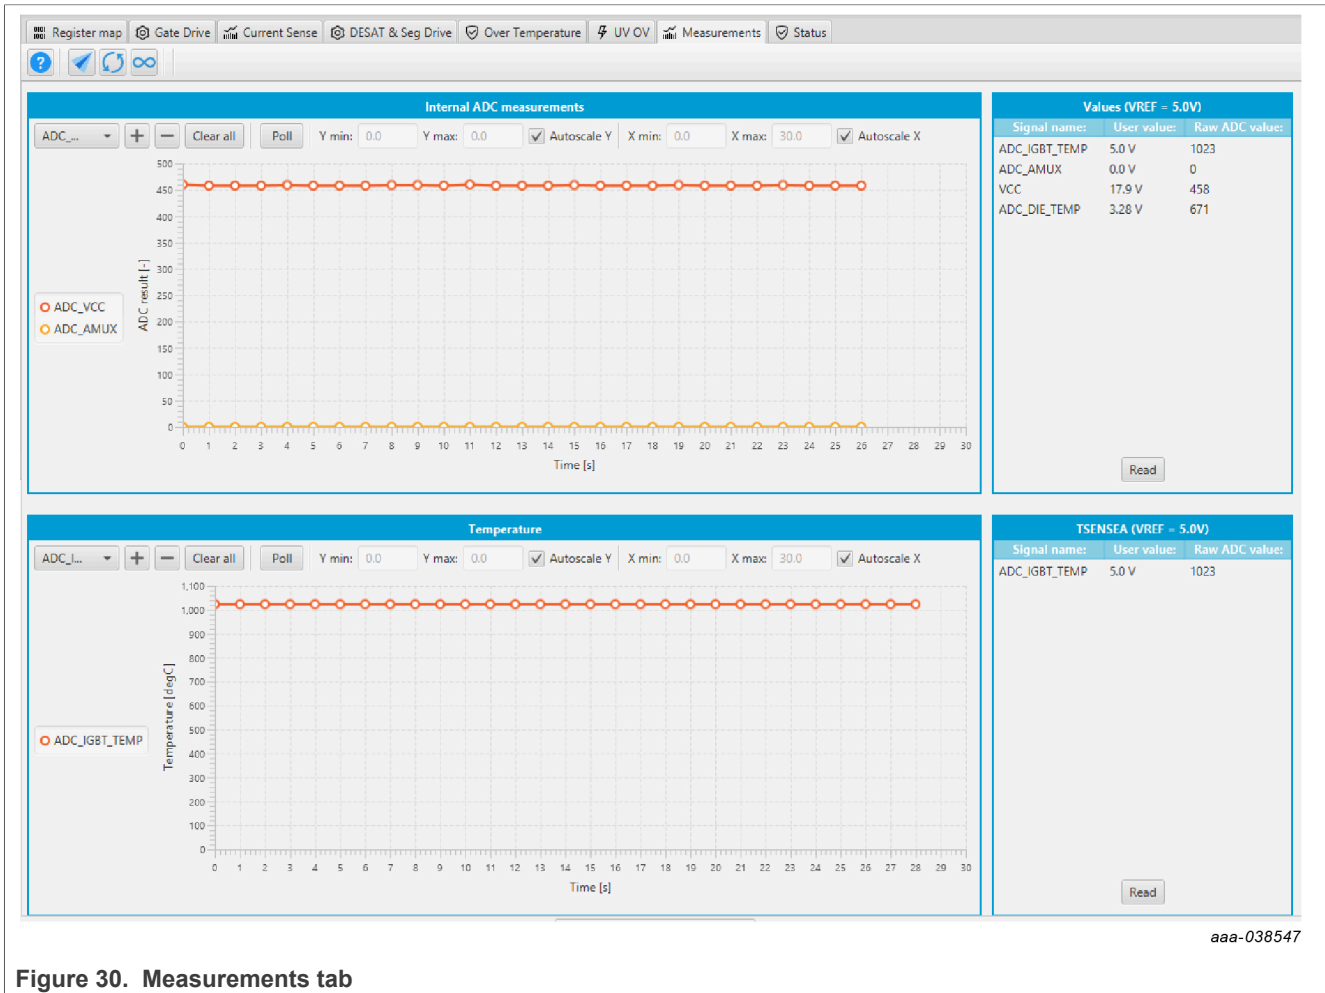 Register map Gate Drive Current Sense DESAT & Seg Drive Over Temperature UV OV Measurements Status
Internal ADC measurements
ADC_... + − Clear all Poll Y min: 0.0 Y max: 0.0 Autoscale Y X min: 0.0 X max: 30.0 Autoscale X
500
450
400
350
300
250
200
150
100
50
0
ADC result [-]
ADC_VCC
ADC_AMUX
0 1 2 3 4 5 6 7 8 9 10 11 12 13 14 15 16 17 18 19 20 21 22 23 24 25 26 27 28 29 30
Time [s]
Values (VREF = 5.0V)
Signal name: User value: Raw ADC value:
ADC_IGBT_TEMP 5.0 V 1023
ADC_AMUX 0.0 V 0
VCC 17.9 V 458
ADC_DIE_TEMP 3.28 V 671
Read
Temperature
ADC_I... + − Clear all Poll Y min: 0.0 Y max: 0.0 Autoscale Y X min: 0.0 X max: 30.0 Autoscale X
1,100
1,000
900
800
700
600
500
400
300
200
100
0
Temperature [degC]
ADC_IGBT_TEMP
0 1 2 3 4 5 6 7 8 9 10 11 12 13 14 15 16 17 18 19 20 21 22 23 24 25 26 27 28 29 30
Time [s]
TSENSEA (VREF = 5.0V)
Signal name: User value: Raw ADC value:
ADC_IGBT_TEMP 5.0 V 1023
Read
aaa-038547
Figure 30. Measurements tab